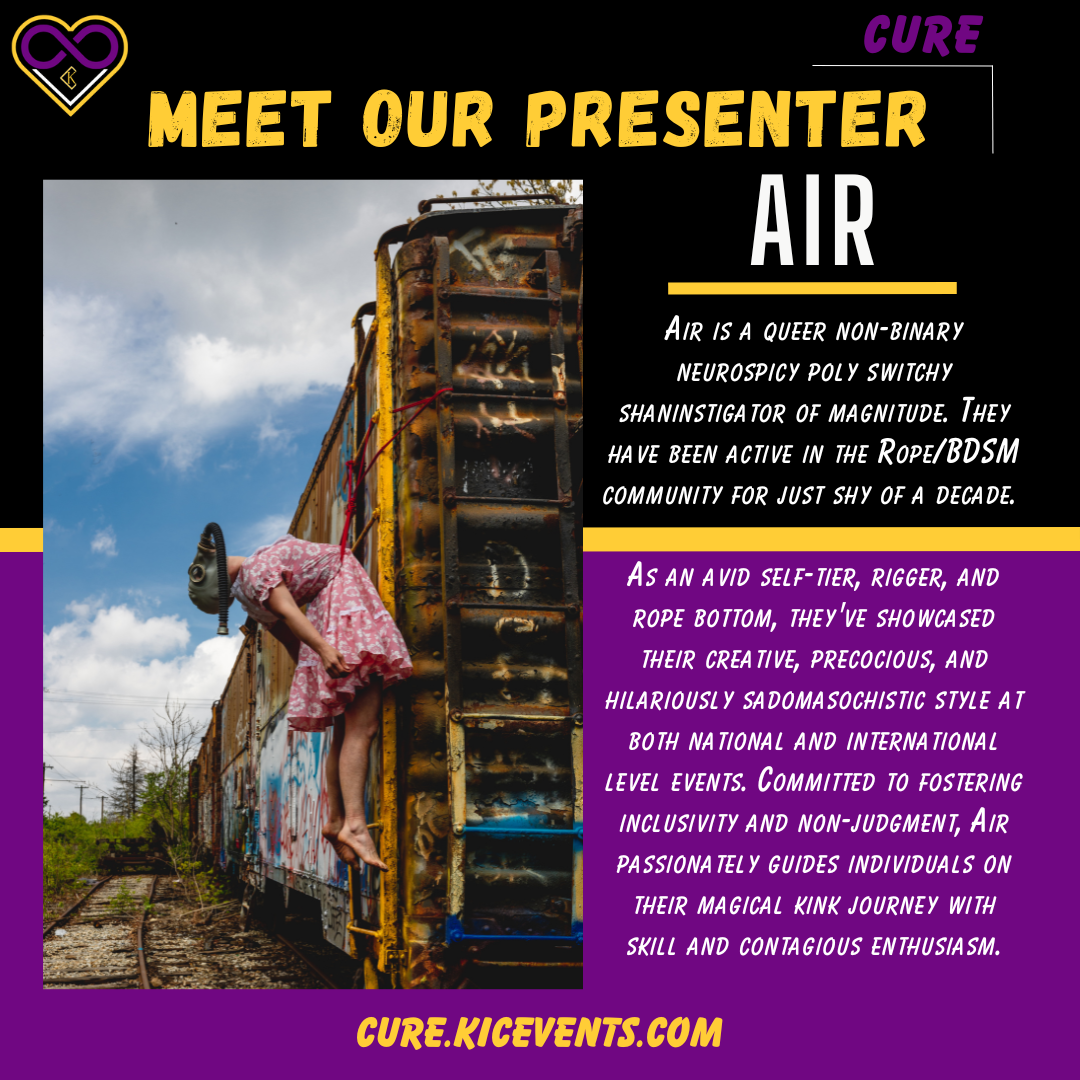 CURE
MEET OUR PRESENTER
AIR
AIR IS A QUEER NON-BINARY
NEUROSPICY POLY SWITCHY
SHANINSTIGATOR OF MAGNITUDE. THEY
HAVE BEEN ACTIVE IN THE ROPE/BDSM
COMMUNITY FOR JUST SHY OF A DECADE.
AS AN AVID SELF-TIER, RIGGER, AND
ROPE BOTTOM, THEY'VE SHOWCASED
THEIR CREATIVE, PRECOCIOUS, AND
HILARIOUSLY SADOMASOCHISTIC STYLE AT
BOTH NATIONAL AND INTERNATIONAL
LEVEL EVENTS. COMMITTED TO FOSTERING
INCLUSIVITY AND NON-JUDGMENT, AIR
PASSIONATELY GUIDES INDIVIDUALS ON
THEIR MAGICAL KINK JOURNEY WITH
SKILL AND CONTAGIOUS ENTHUSIASM.
CURE.KICEVENTS.COM